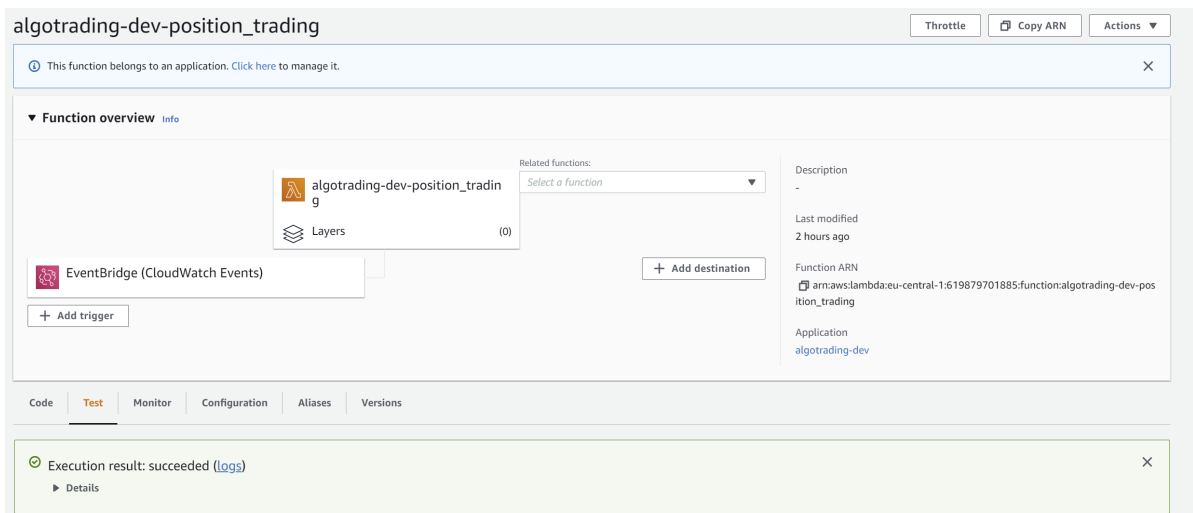 algotrading-dev-position_trading
Throttle
Copy ARN
Actions
This function belongs to an application. Click here to manage it.
Function overview Info
algotrading-dev-position_tradin
g
Layers (0)
Related functions:
Select a function
EventBridge (CloudWatch Events)
+ Add trigger
+ Add destination
Description
-
Last modified
2 hours ago
Function ARN
arn:aws:lambda:eu-central-1:619879701885:function:algotrading-dev-pos
ition_trading
Application
algotrading-dev
Code Test Monitor Configuration Aliases Versions
Execution result: succeeded (logs)
Details